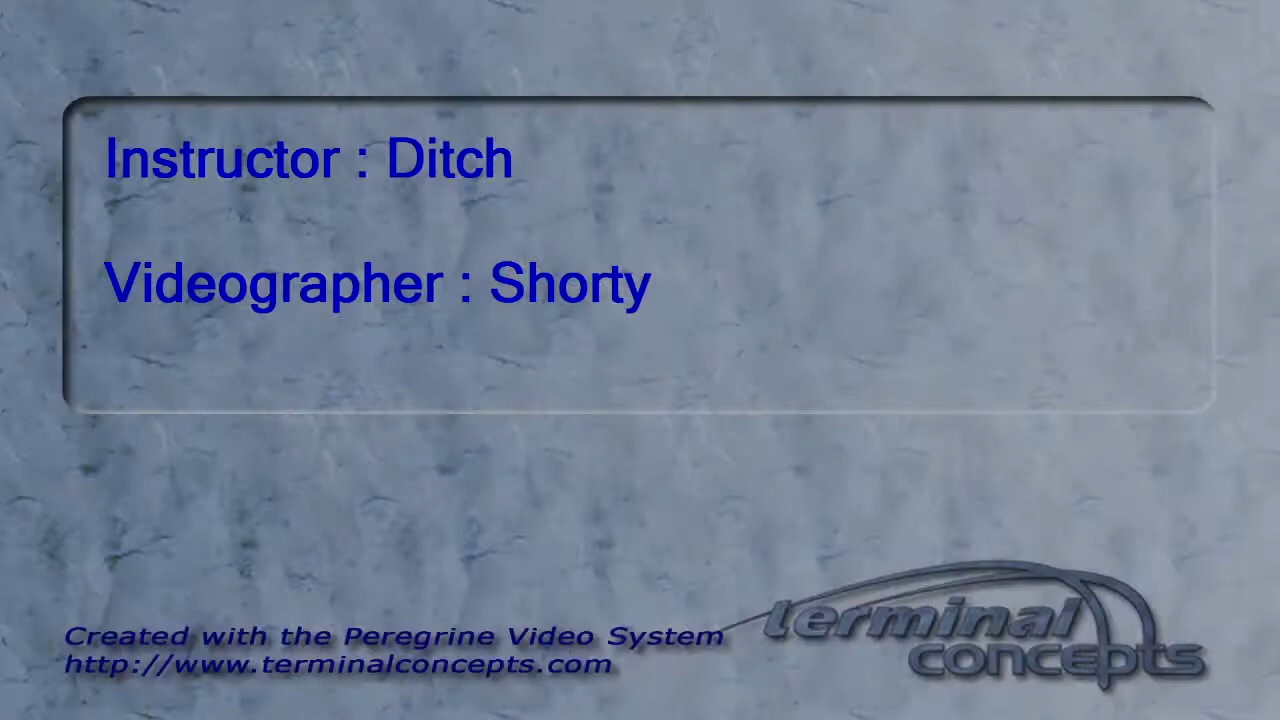 Instructor : Ditch
Videographer : Shorty
Created with the Peregrine Video System
http://www.terminalconcepts.com
terminal
concepts